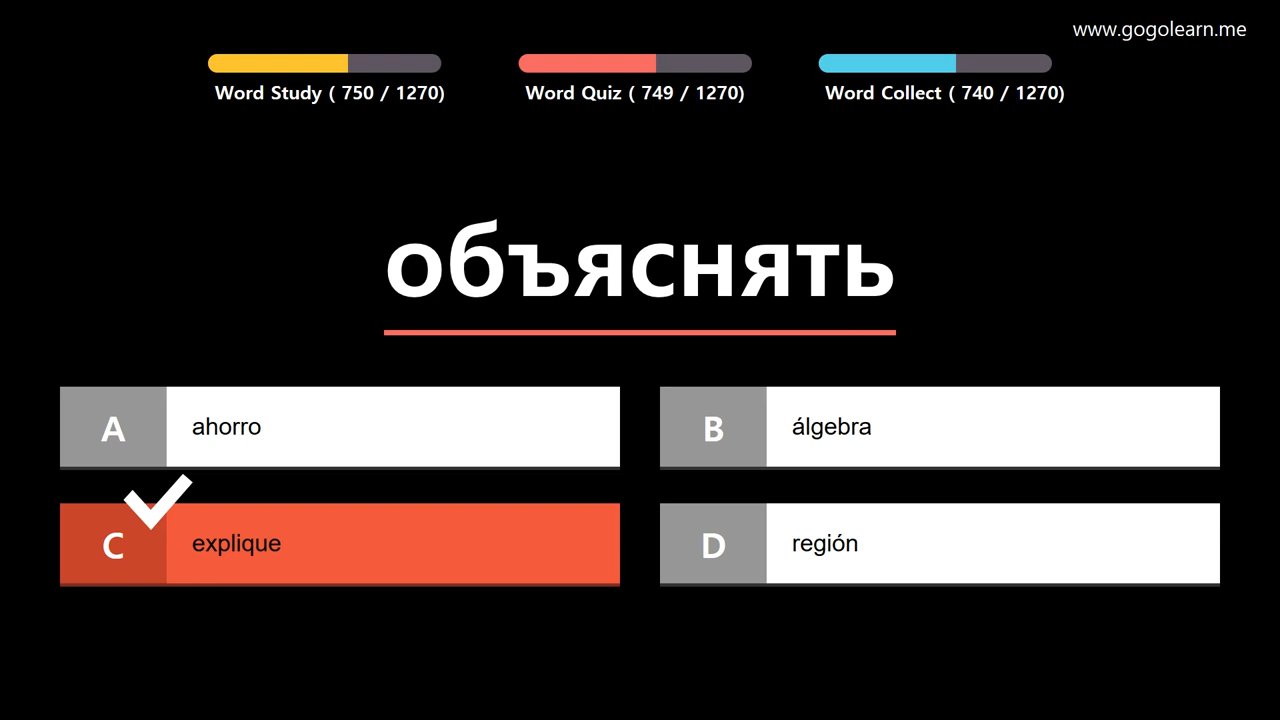 www.gogolearn.me
Word Study ( 750 / 1270)
Word Quiz ( 749 / 1270)
Word Collect ( 740 / 1270)
объяснять
A ahorro
B álgebra
C explique
D región